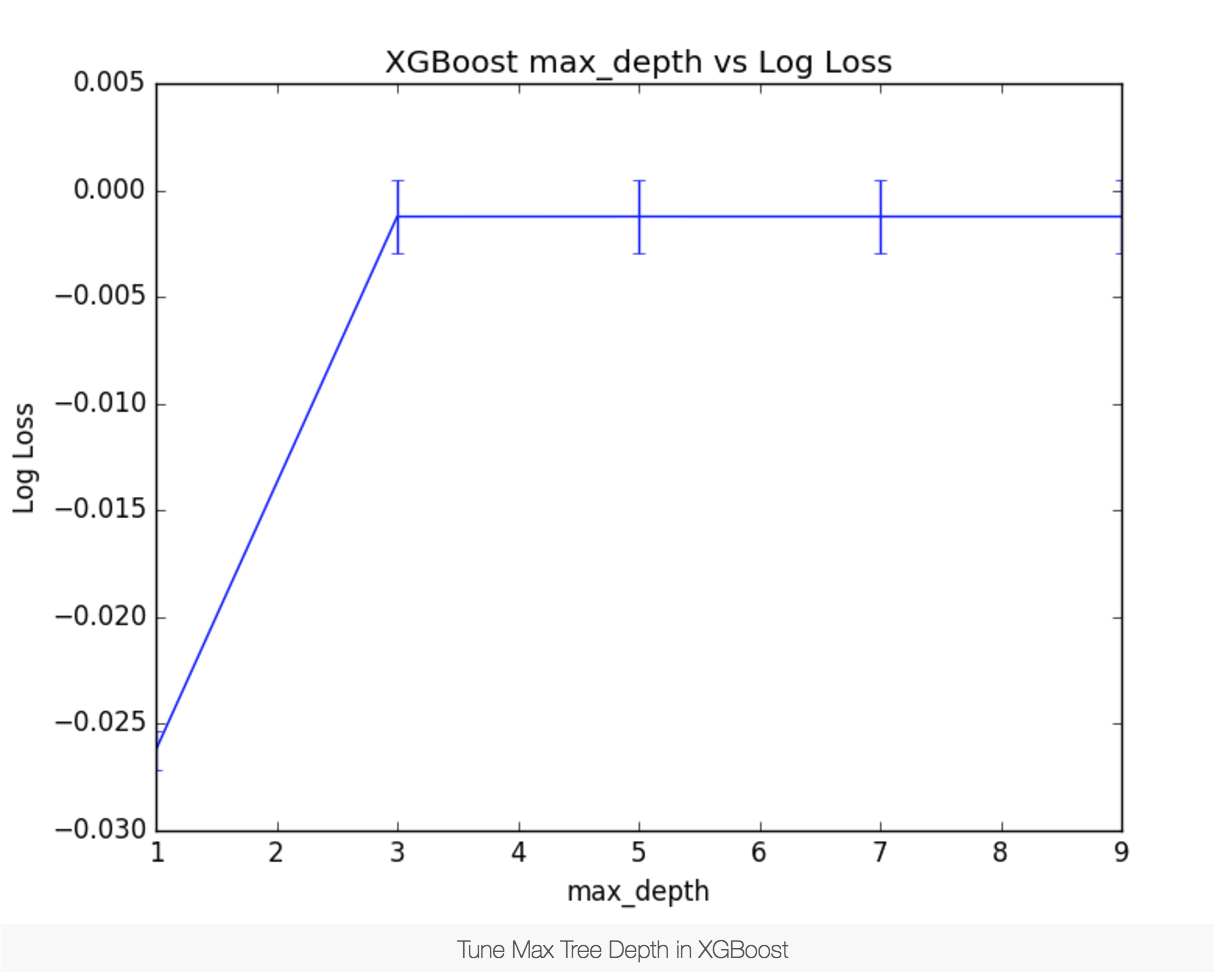 XGBoost max_depth vs Log Loss
0.005
0.000
−0.005
−0.010
−0.015
−0.020
−0.025
−0.030
Log Loss
1 2 3 4 5 6 7 8 9
max_depth
Tune Max Tree Depth in XGBoost